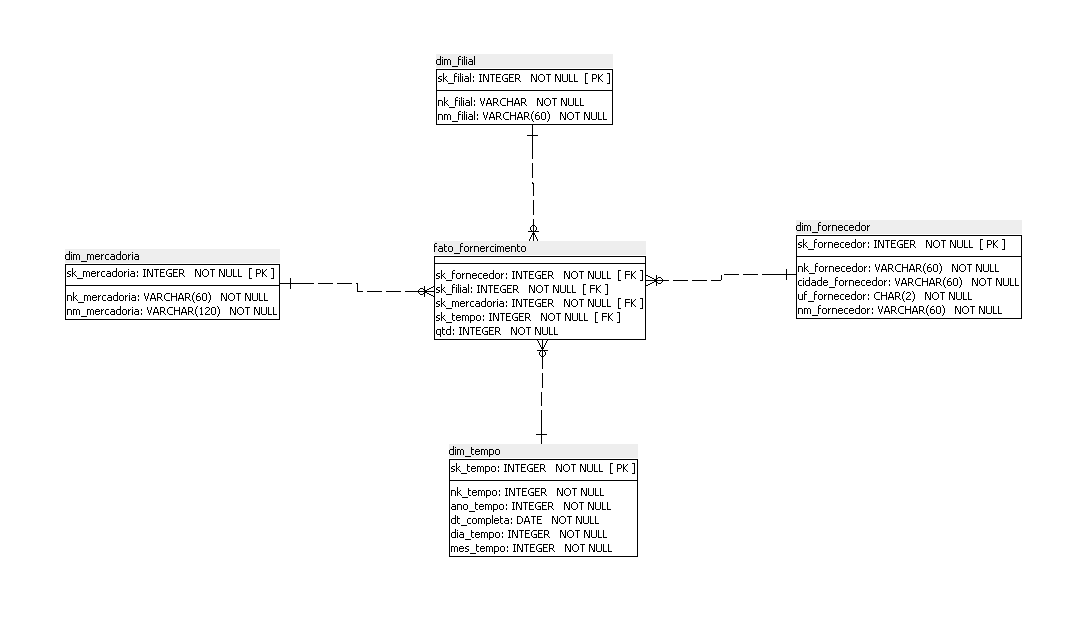 dim_filial
sk_filial: INTEGER NOT NULL [ PK ]
nk_filial: VARCHAR NOT NULL
nm_filial: VARCHAR(60) NOT NULL
dim_mercadoria
sk_mercadoria: INTEGER NOT NULL [ PK ]
nk_mercadoria: VARCHAR(60) NOT NULL
nm_mercadoria: VARCHAR(120) NOT NULL
fato_fornercimento
sk_fornecedor: INTEGER NOT NULL [ FK ]
sk_filial: INTEGER NOT NULL [ FK ]
sk_mercadoria: INTEGER NOT NULL [ FK ]
sk_tempo: INTEGER NOT NULL [ FK ]
qtd: INTEGER NOT NULL
dim_fornecedor
sk_fornecedor: INTEGER NOT NULL [ PK ]
nk_fornecedor: VARCHAR(60) NOT NULL
cidade_fornecedor: VARCHAR(60) NOT NULL
uf_fornecedor: CHAR(2) NOT NULL
nm_fornecedor: VARCHAR(60) NOT NULL
dim_tempo
sk_tempo: INTEGER NOT NULL [ PK ]
nk_tempo: INTEGER NOT NULL
ano_tempo: INTEGER NOT NULL
dt_completa: DATE NOT NULL
dia_tempo: INTEGER NOT NULL
mes_tempo: INTEGER NOT NULL